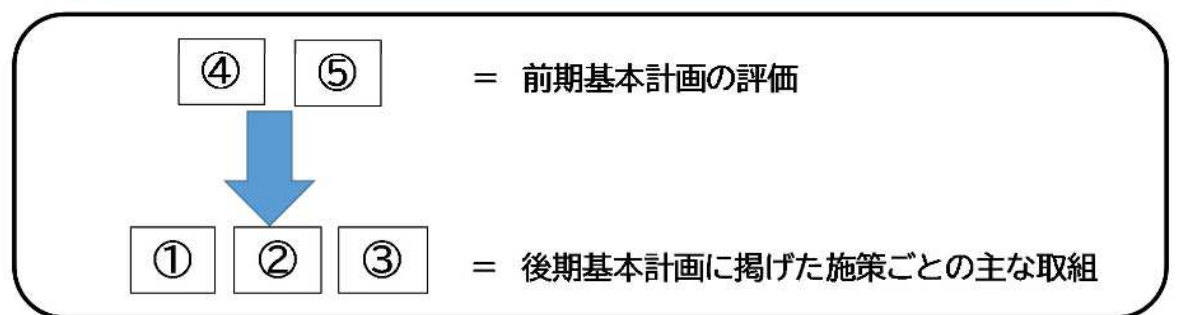 ④ ⑤ = 前期基本計画の評価
① ② ③ = 後期基本計画に掲げた施策ごとの主な取組